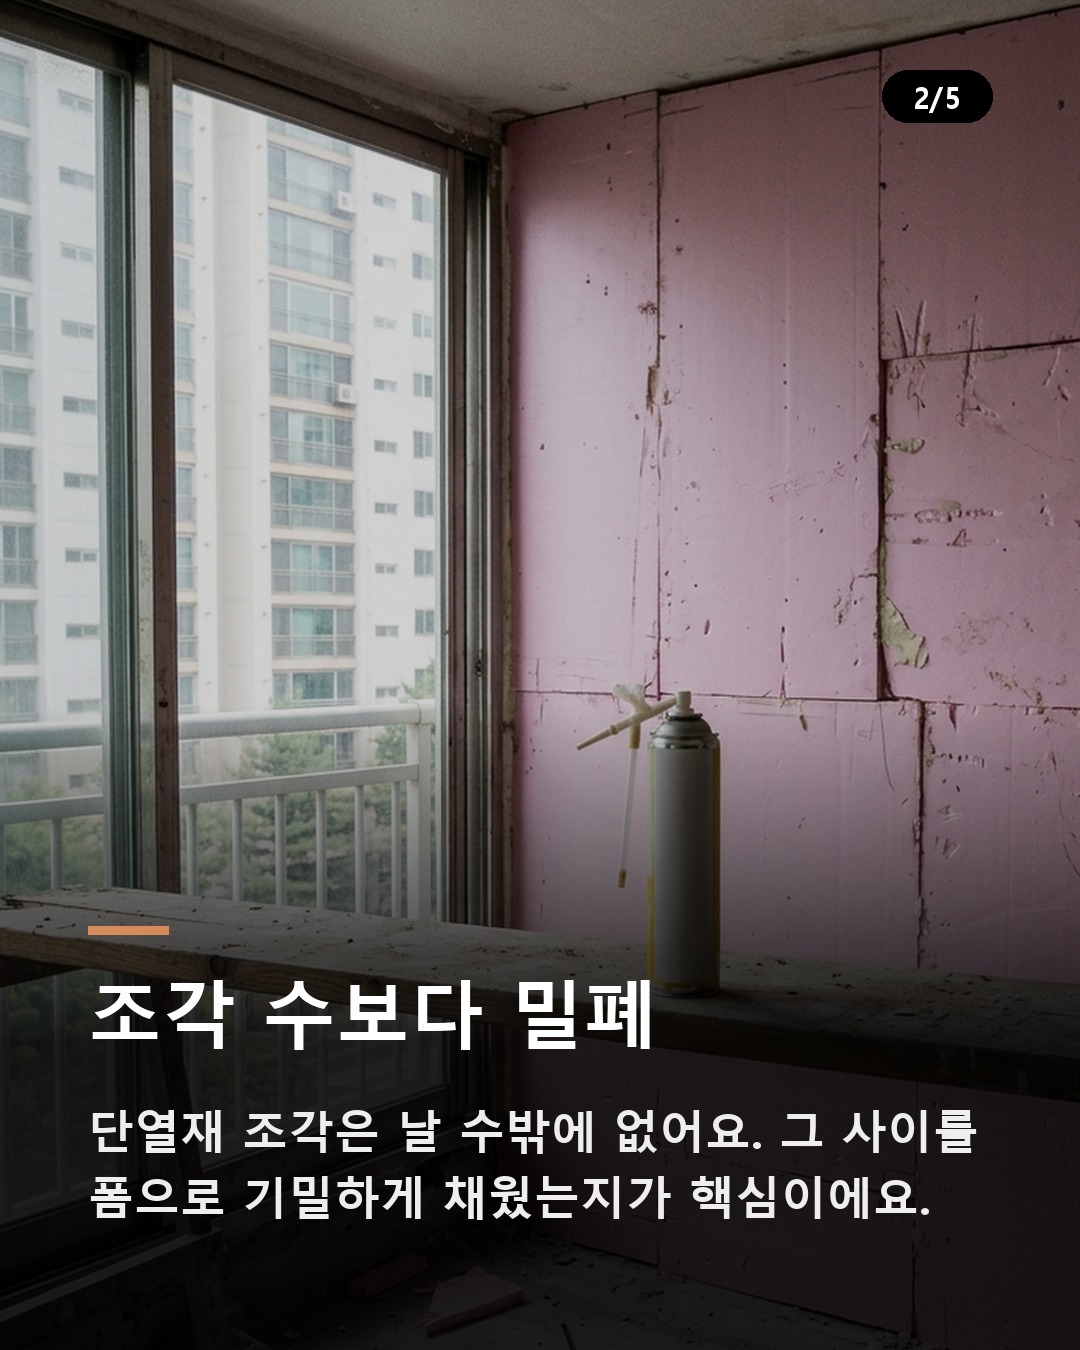 2/5
조각 수보다 밀폐
단열재 조각은 날 수밖에 없어요. 그 사이를
폼으로 기밀하게 채웠는지가 핵심이에요.